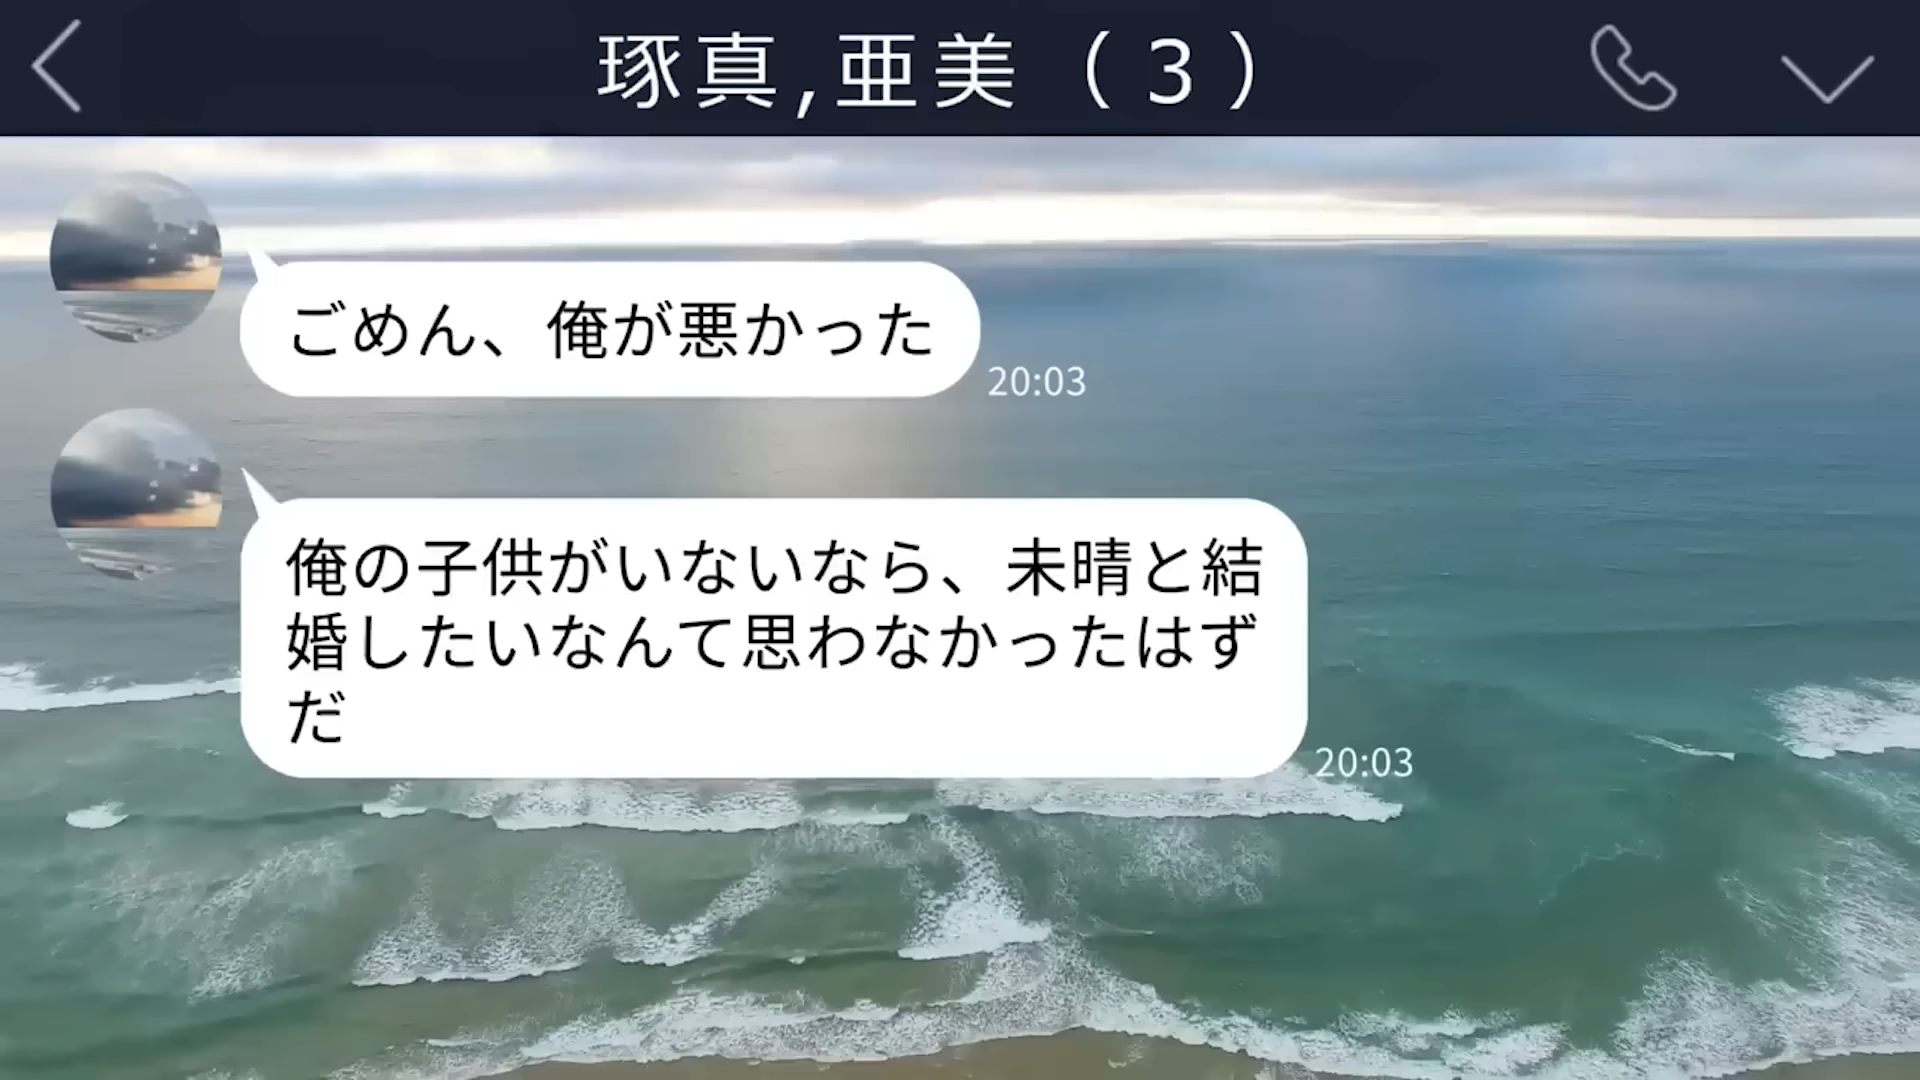 琢真,亜美（3）
ごめん、俺が悪かった
20:03
俺の子供がいないなら、未晴と結
婚したいなんて思わなかったはず
だ
20:03